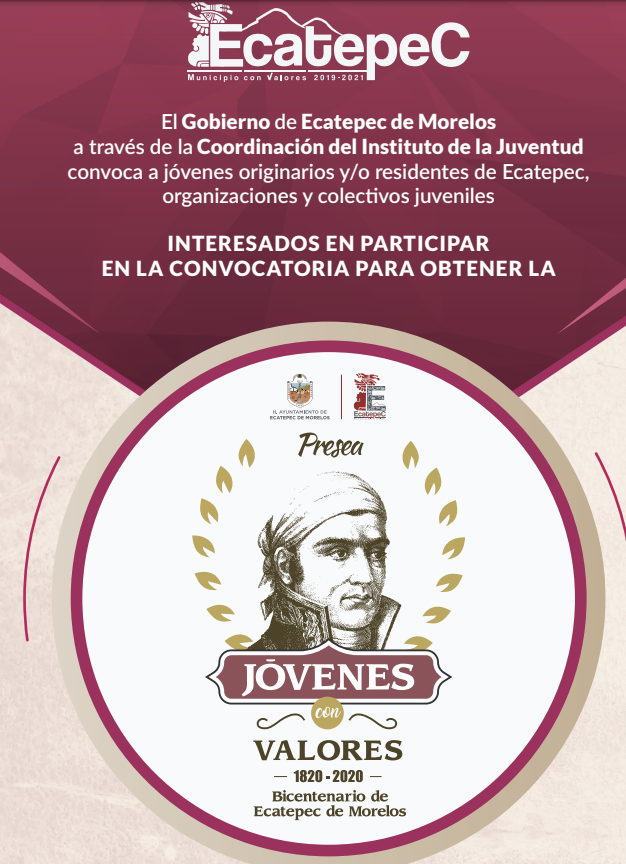 EcatepeC
Municipio con Valores 2019-2021
El Gobierno de Ecatepec de Morelos
a través de la Coordinación del Instituto de la Juventud
convoca a jóvenes originarios y/o residentes de Ecatepec,
organizaciones y colectivos juveniles
INTERESADOS EN PARTICIPAR
EN LA CONVOCATORIA PARA OBTENER LA
H. AYUNTAMIENTO DE
ECATEPEC DE MORELOS
EcatepeC
Presea
JÓVENES
con
VALORES
1820 - 2020
Bicentenario de
Ecatepec de Morelos